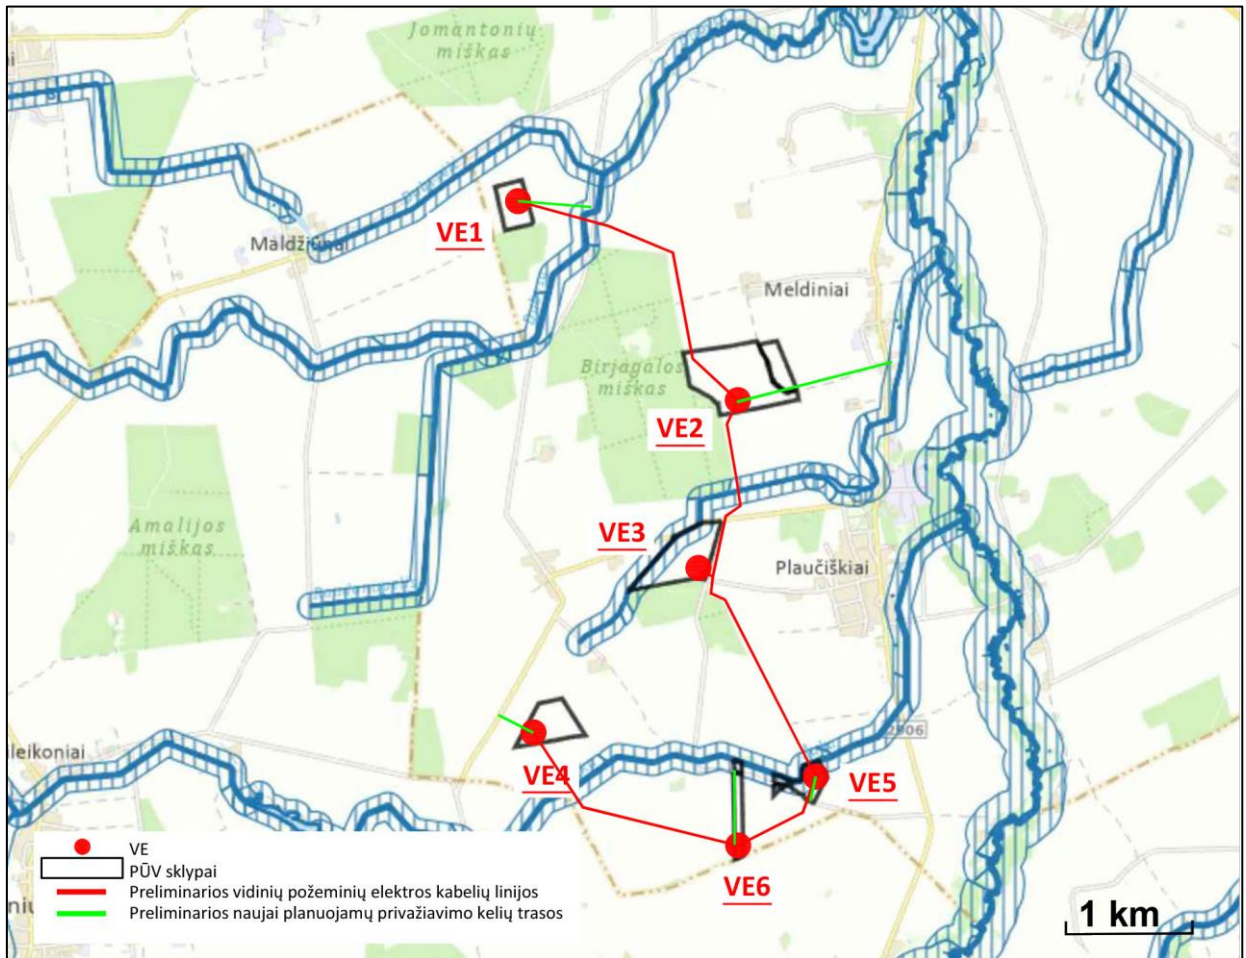 Jomantonių
miškas
Maldžiūnai
VE1
Meldiniai
Birjagalos
miškas
VE2
Amalijos
miškas
VE3
Plaučiškiai
2906
VE4
VE5
VE6
VE
PŪV sklypai
Preliminarios vidinių požeminių elektros kabelių linijos
Preliminarios naujai planuojamų privažiavimo kelių trasos
1 km